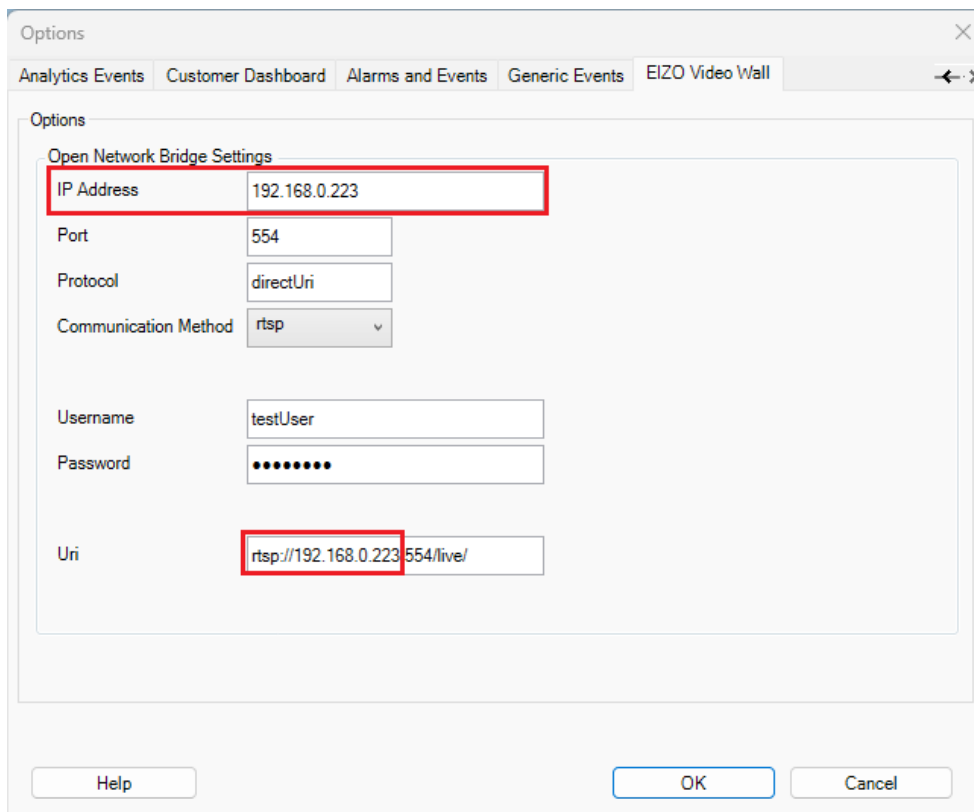 Options
Analytics Events Customer Dashboard Alarms and Events Generic Events EIZO Video Wall
Options
Open Network Bridge Settings
IP Address 192.168.0.223
Port 554
Protocol directUri
Communication Method rtsp
Username testUser
Password ●●●●●●●●
Uri rtsp://192.168.0.223:554/live/
Help OK Cancel